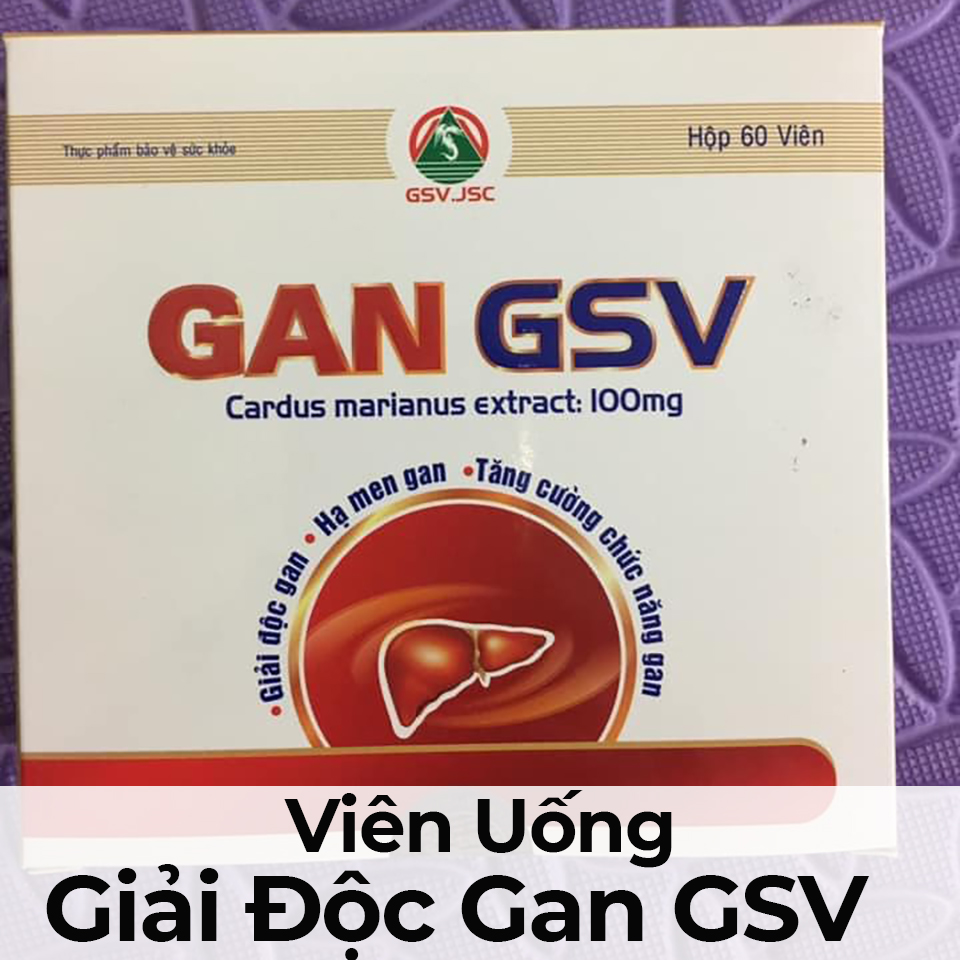 Thực phẩm bảo vệ sức khỏe
GSV.JSC
Hộp 60 Viên
GAN GSV
Cardus marianus extract: 100mg
• Giải độc gan • Hạ men gan • Tăng cường chức năng gan
Viên Uống
Giải Độc Gan GSV